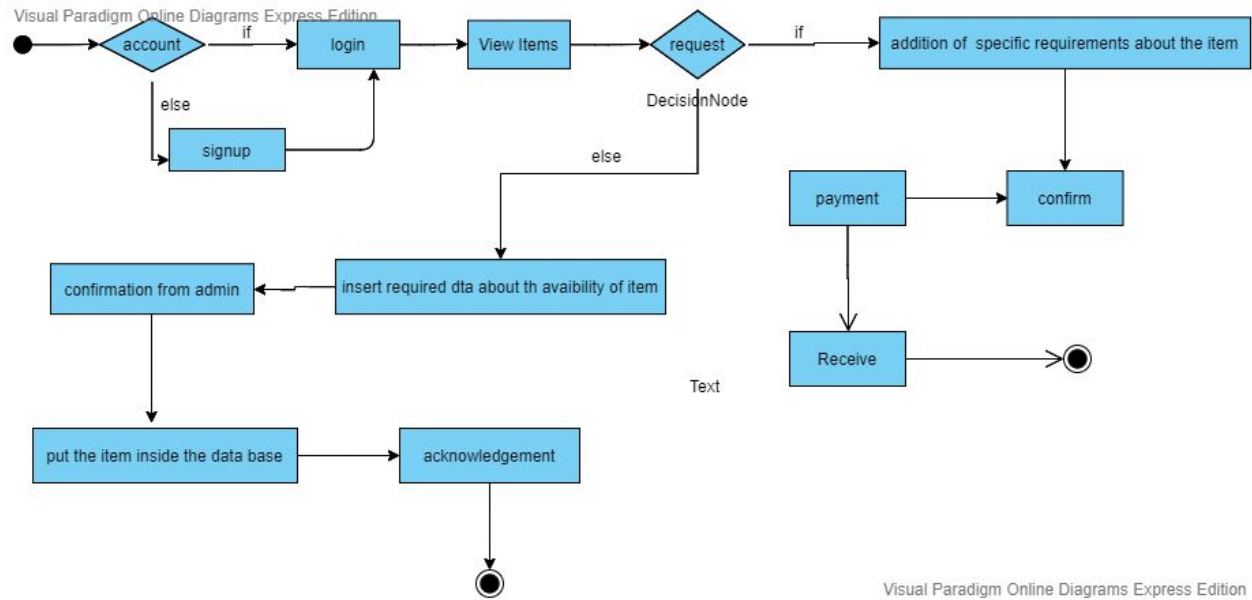 Visual Paradigm Online Diagrams Express Edition
account
if
login
View Items
request
if
addition of specific requirements about the item
else
DecisionNode
signup
else
payment
confirm
confirmation from admin
insert required dta about th avaibility of item
Receive
Text
put the item inside the data base
acknowledgement
Visual Paradigm Online Diagrams Express Edition